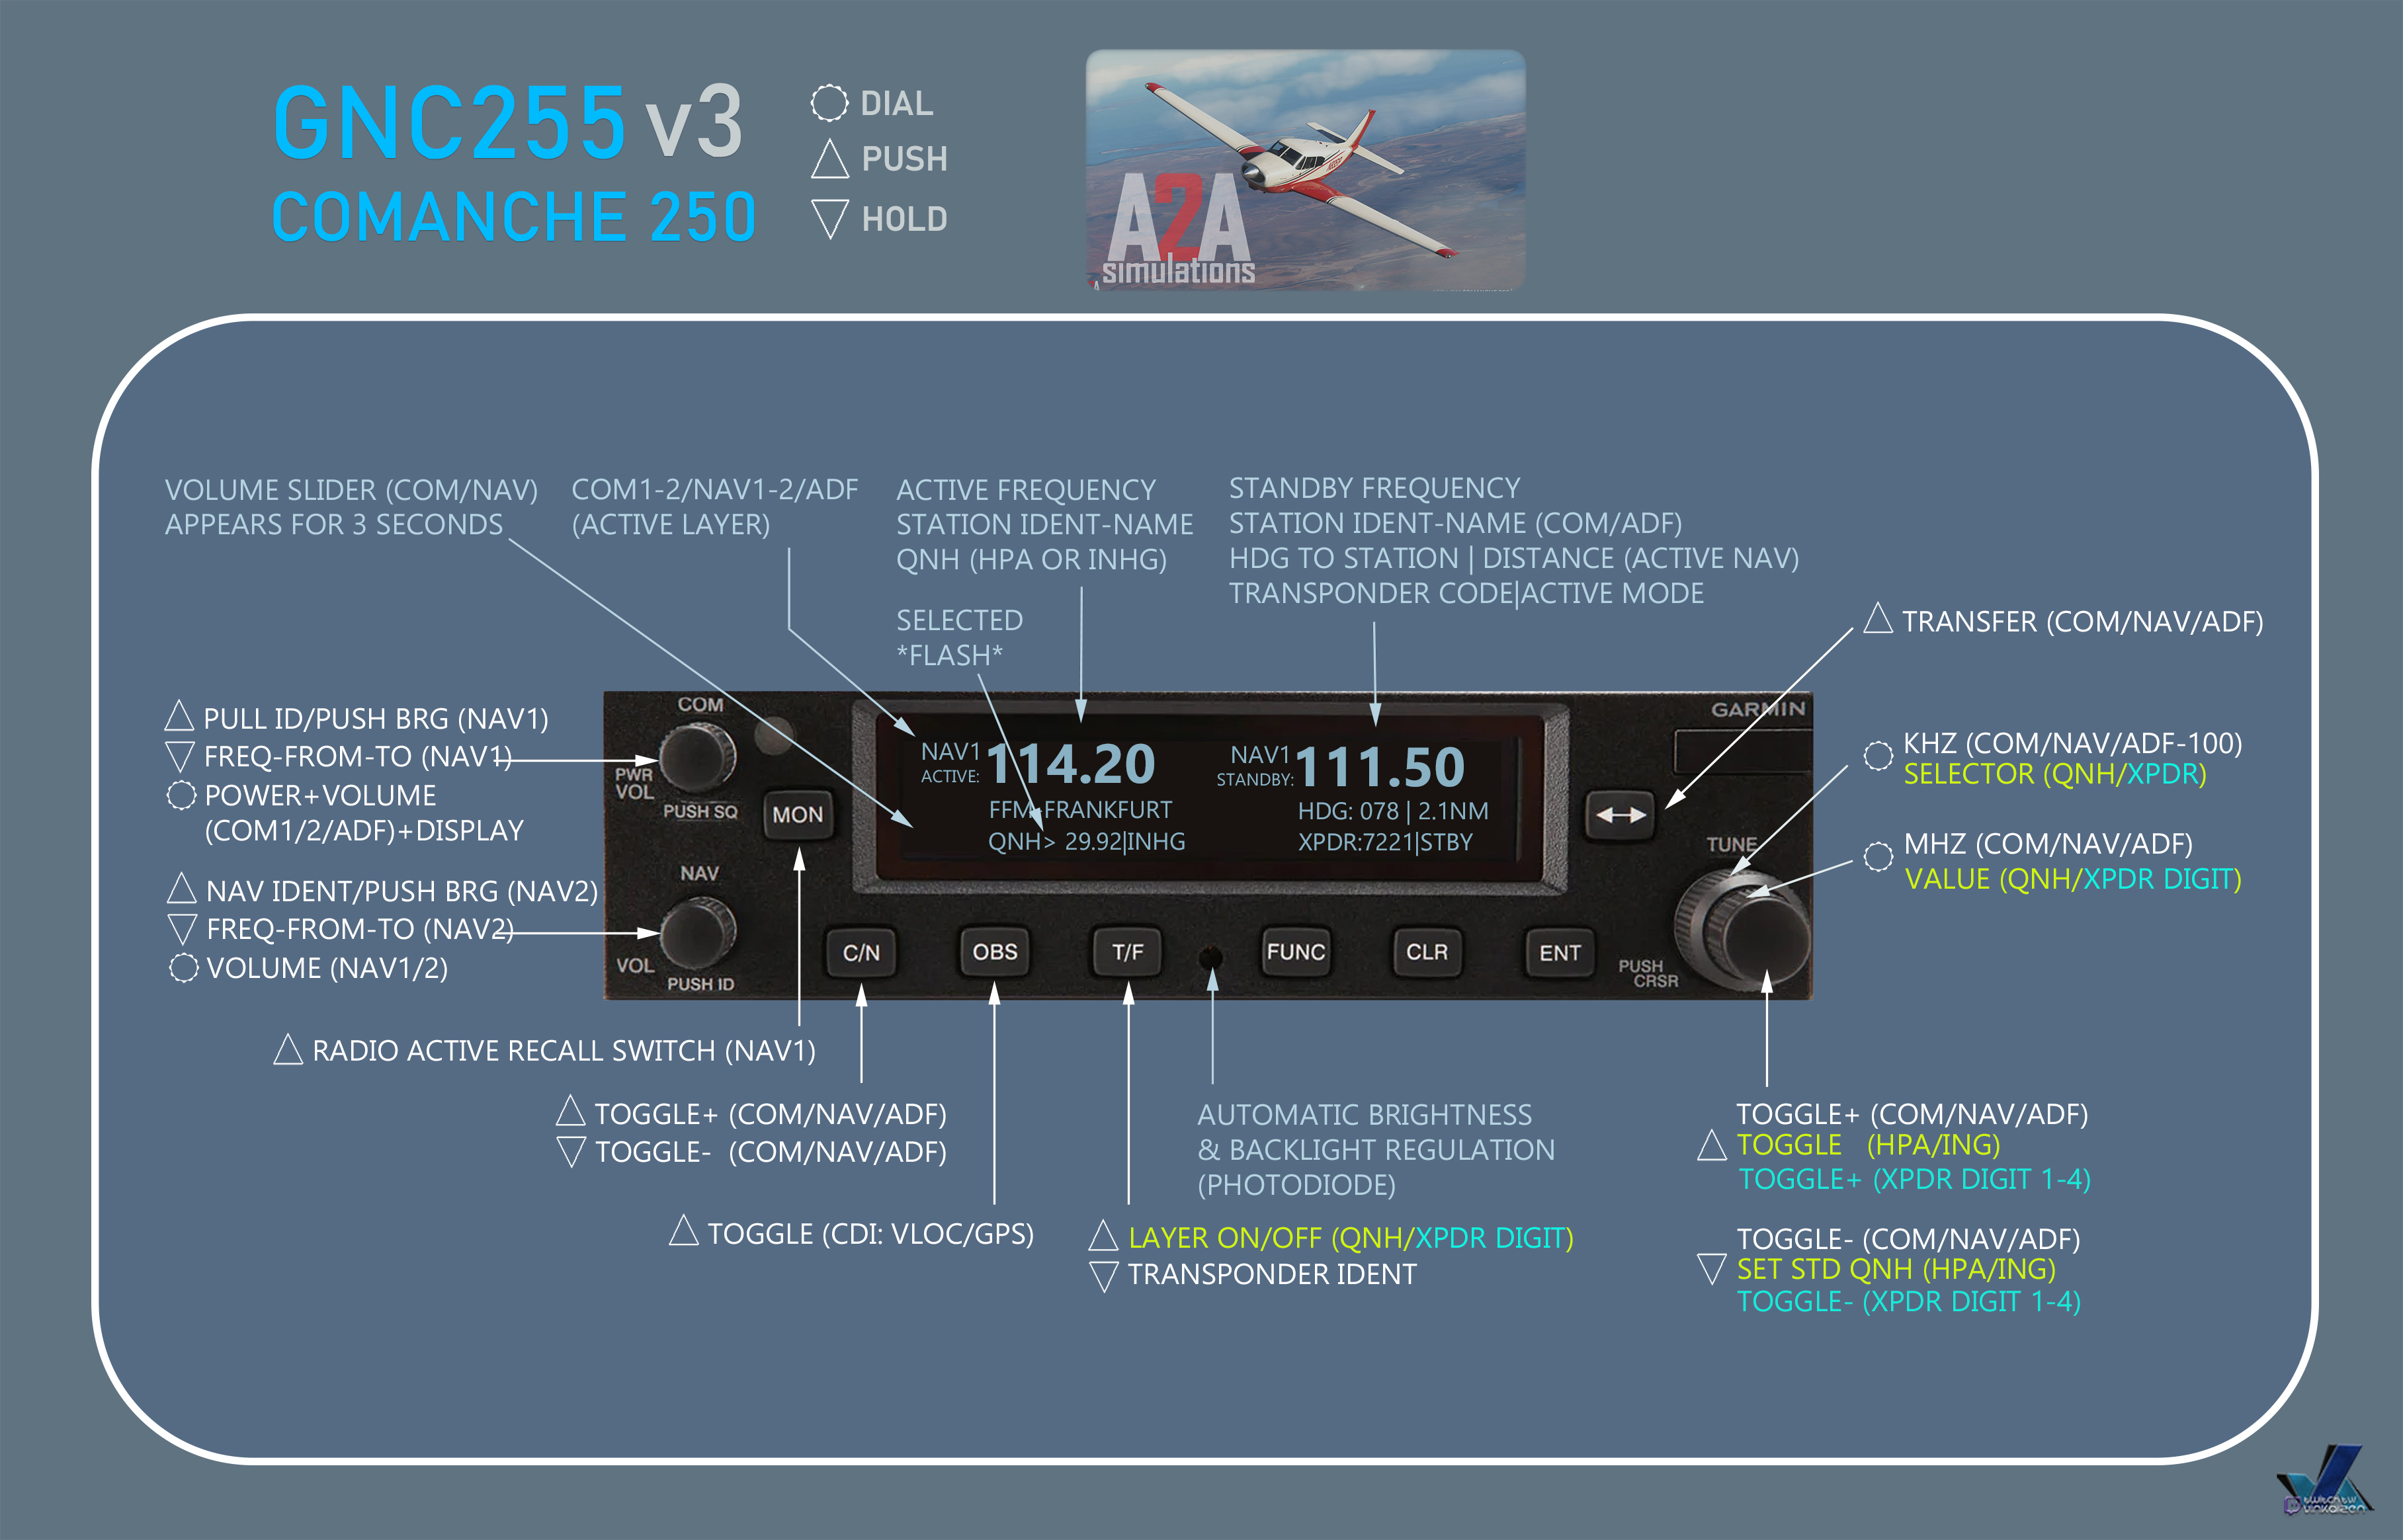 GNC255 v3
COMANCHE 250
DIAL
PUSH
HOLD
A2A
simulations
VOLUME SLIDER (COM/NAV)
APPEARS FOR 3 SECONDS
COM1-2/NAV1-2/ADF
(ACTIVE LAYER)
ACTIVE FREQUENCY
STATION IDENT-NAME
QNH (HPA OR INHG)
SELECTED
*FLASH*
STANDBY FREQUENCY
STATION IDENT-NAME (COM/ADF)
HDG TO STATION | DISTANCE (ACTIVE NAV)
TRANSPONDER CODE|ACTIVE MODE
TRANSFER (COM/NAV/ADF)
PULL ID/PUSH BRG (NAV1)
FREQ-FROM-TO (NAV1)
POWER+VOLUME
(COM1/2/ADF)+DISPLAY
NAV IDENT/PUSH BRG (NAV2)
FREQ-FROM-TO (NAV2)
VOLUME (NAV1/2)
COM
PWR
VOL
PUSH SQ
MON
NAV
VOL
PUSH ID
NAV1
ACTIVE:
114.20
FFM-FRANKFURT
QNH> 29.92|INHG
NAV1
STANDBY:
111.50
HDG: 078 | 2.1NM
XPDR:7221|STBY
GARMIN
TUNE
C/N
OBS
T/F
FUNC
CLR
ENT
PUSH
CRSR
KHZ (COM/NAV/ADF-100)
SELECTOR (QNH/XPDR)
MHZ (COM/NAV/ADF)
VALUE (QNH/XPDR DIGIT)
RADIO ACTIVE RECALL SWITCH (NAV1)
TOGGLE+ (COM/NAV/ADF)
TOGGLE- (COM/NAV/ADF)
TOGGLE (CDI: VLOC/GPS)
LAYER ON/OFF (QNH/XPDR DIGIT)
TRANSPONDER IDENT
AUTOMATIC BRIGHTNESS
& BACKLIGHT REGULATION
(PHOTODIODE)
TOGGLE+ (COM/NAV/ADF)
TOGGLE (HPA/ING)
TOGGLE+ (XPDR DIGIT 1-4)
TOGGLE- (COM/NAV/ADF)
SET STD QNH (HPA/ING)
TOGGLE- (XPDR DIGIT 1-4)